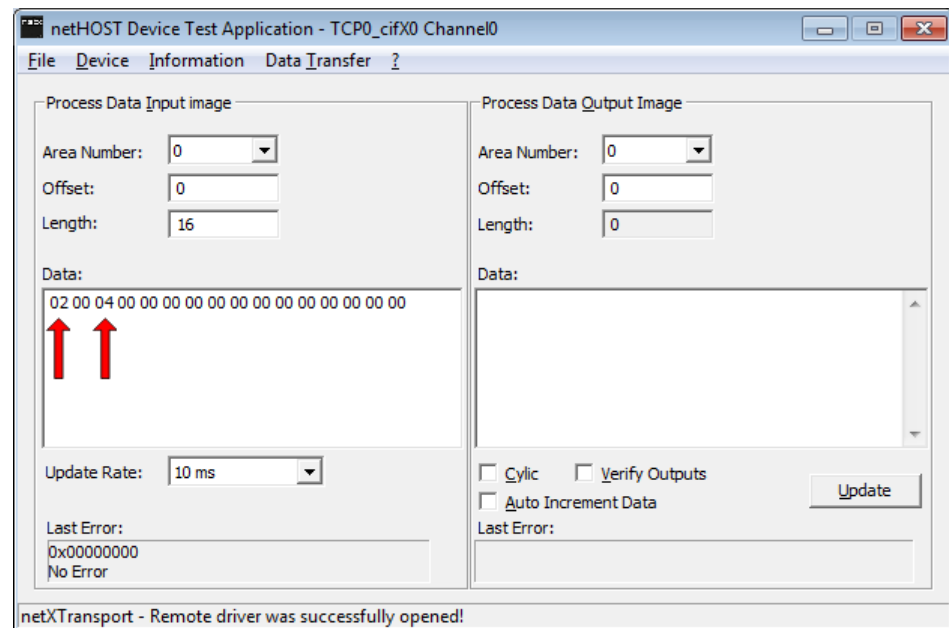 netHOST Device Test Application - TCP0_cifX0 Channel0
File Device Information Data Transfer ?
Process Data Input image
Area Number: 0
Offset: 0
Length: 16
Data:
02 00 04 00 00 00 00 00 00 00 00 00 00 00 00 00
Update Rate: 10 ms
Last Error:
0x00000000
No Error
Process Data Output Image
Area Number: 0
Offset: 0
Length: 0
Data:
Cylic Verify Outputs
Auto Increment Data
Update
Last Error:
netXTransport - Remote driver was successfully opened!